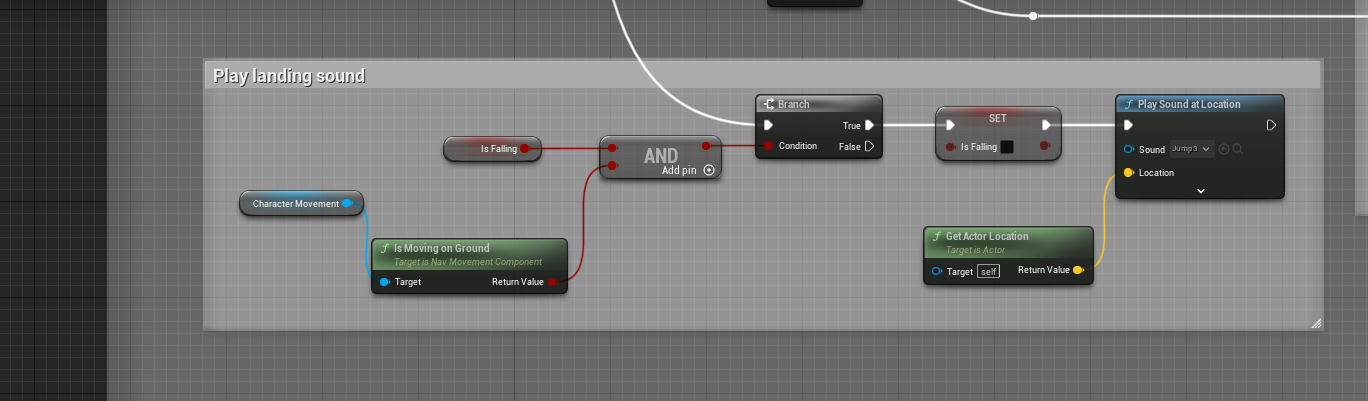 Play landing sound
Is Falling
AND
Add pin
Character Movement
Is Moving on Ground
Target is Nav Movement Component
Target
Return Value
Branch
True
Condition
False
SET
Is Falling
Play Sound at Location
Sound
Jump3
Location
Get Actor Location
Target is Actor
Target
self
Return Value